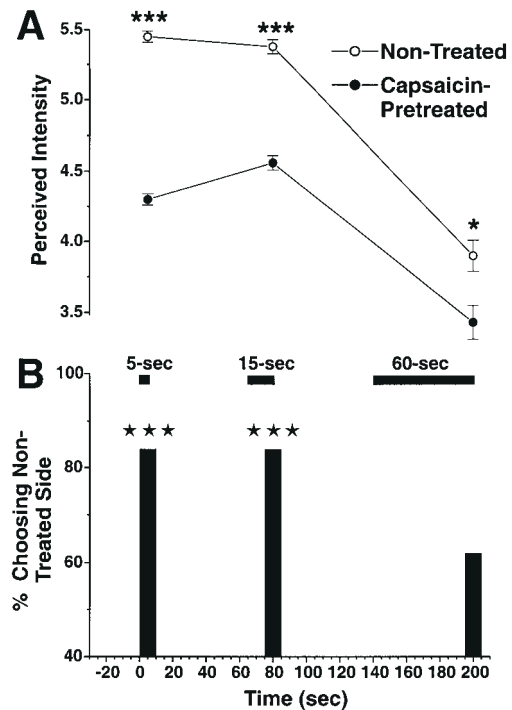 A
Perceived Intensity
5.5
5.0
4.5
4.0
3.5
***
***
*
Non-Treated
Capsaicin-
Pretreated
B
% Choosing Non-
Treated Side
100
80
60
40
5-sec
15-sec
60-sec
★ ★ ★
★ ★ ★
-20 0 20 40 60 80 100 120 140 160 180 200
Time (sec)